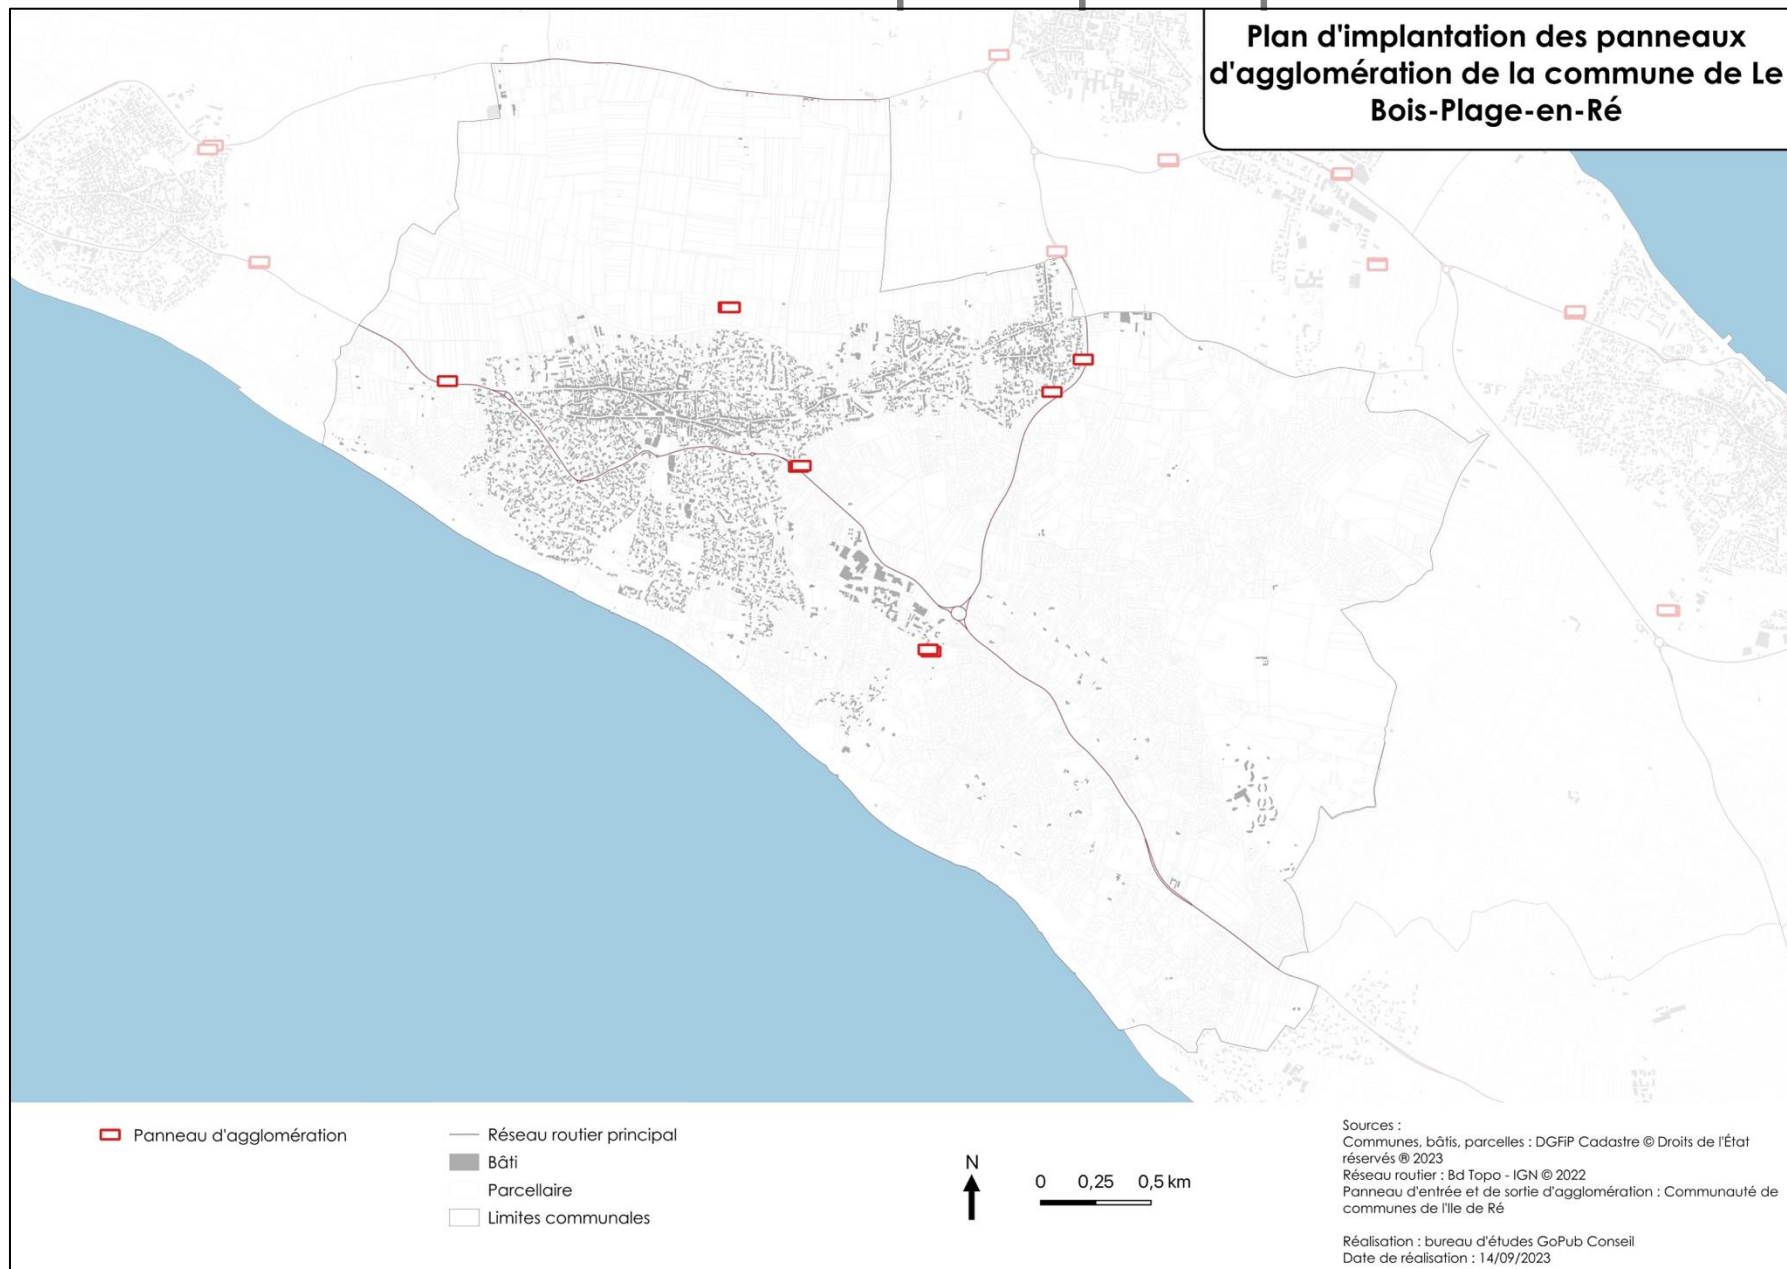 Plan d'implantation des panneaux
d'agglomération de la commune de Le
Bois-Plage-en-Ré
Panneau d'agglomération
Réseau routier principal
Bâti
Parcellaire
Limites communales
N
0 0,25 0,5 km
Sources :
Communes, bâtis, parcelles : DGFiP Cadastre © Droits de l'État
réservés ® 2023
Réseau routier : Bd Topo - IGN © 2022
Panneau d'entrée et de sortie d'agglomération : Communauté de
communes de l'Ile de Ré
Réalisation : bureau d'études GoPub Conseil
Date de réalisation : 14/09/2023